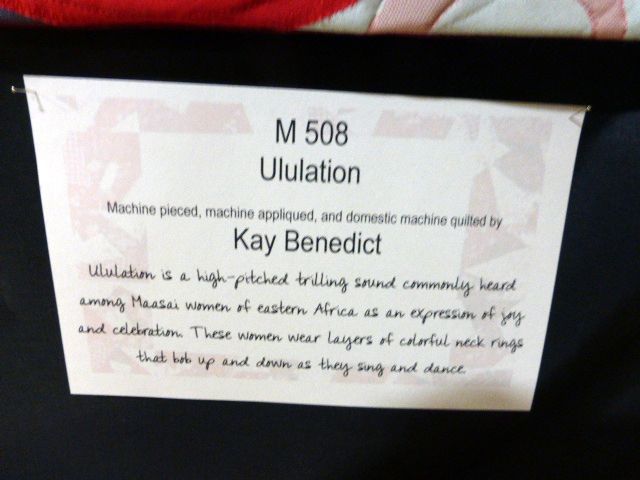 M 508
Ululation
Machine pieced, machine appliqued, and domestic machine quilted by
Kay Benedict
Ululation is a high-pitched trilling sound commonly heard
among Maasai women of eastern Africa as an expression of joy
and celebration. These women wear layers of colorful neck rings
that bob up and down as they sing and dance.